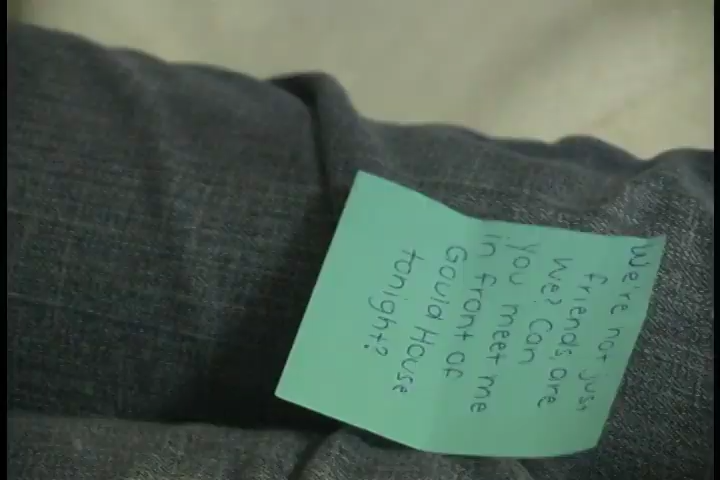 We're not just
friends are
we? Can
you meet me
in front of
Gould House
tonight?